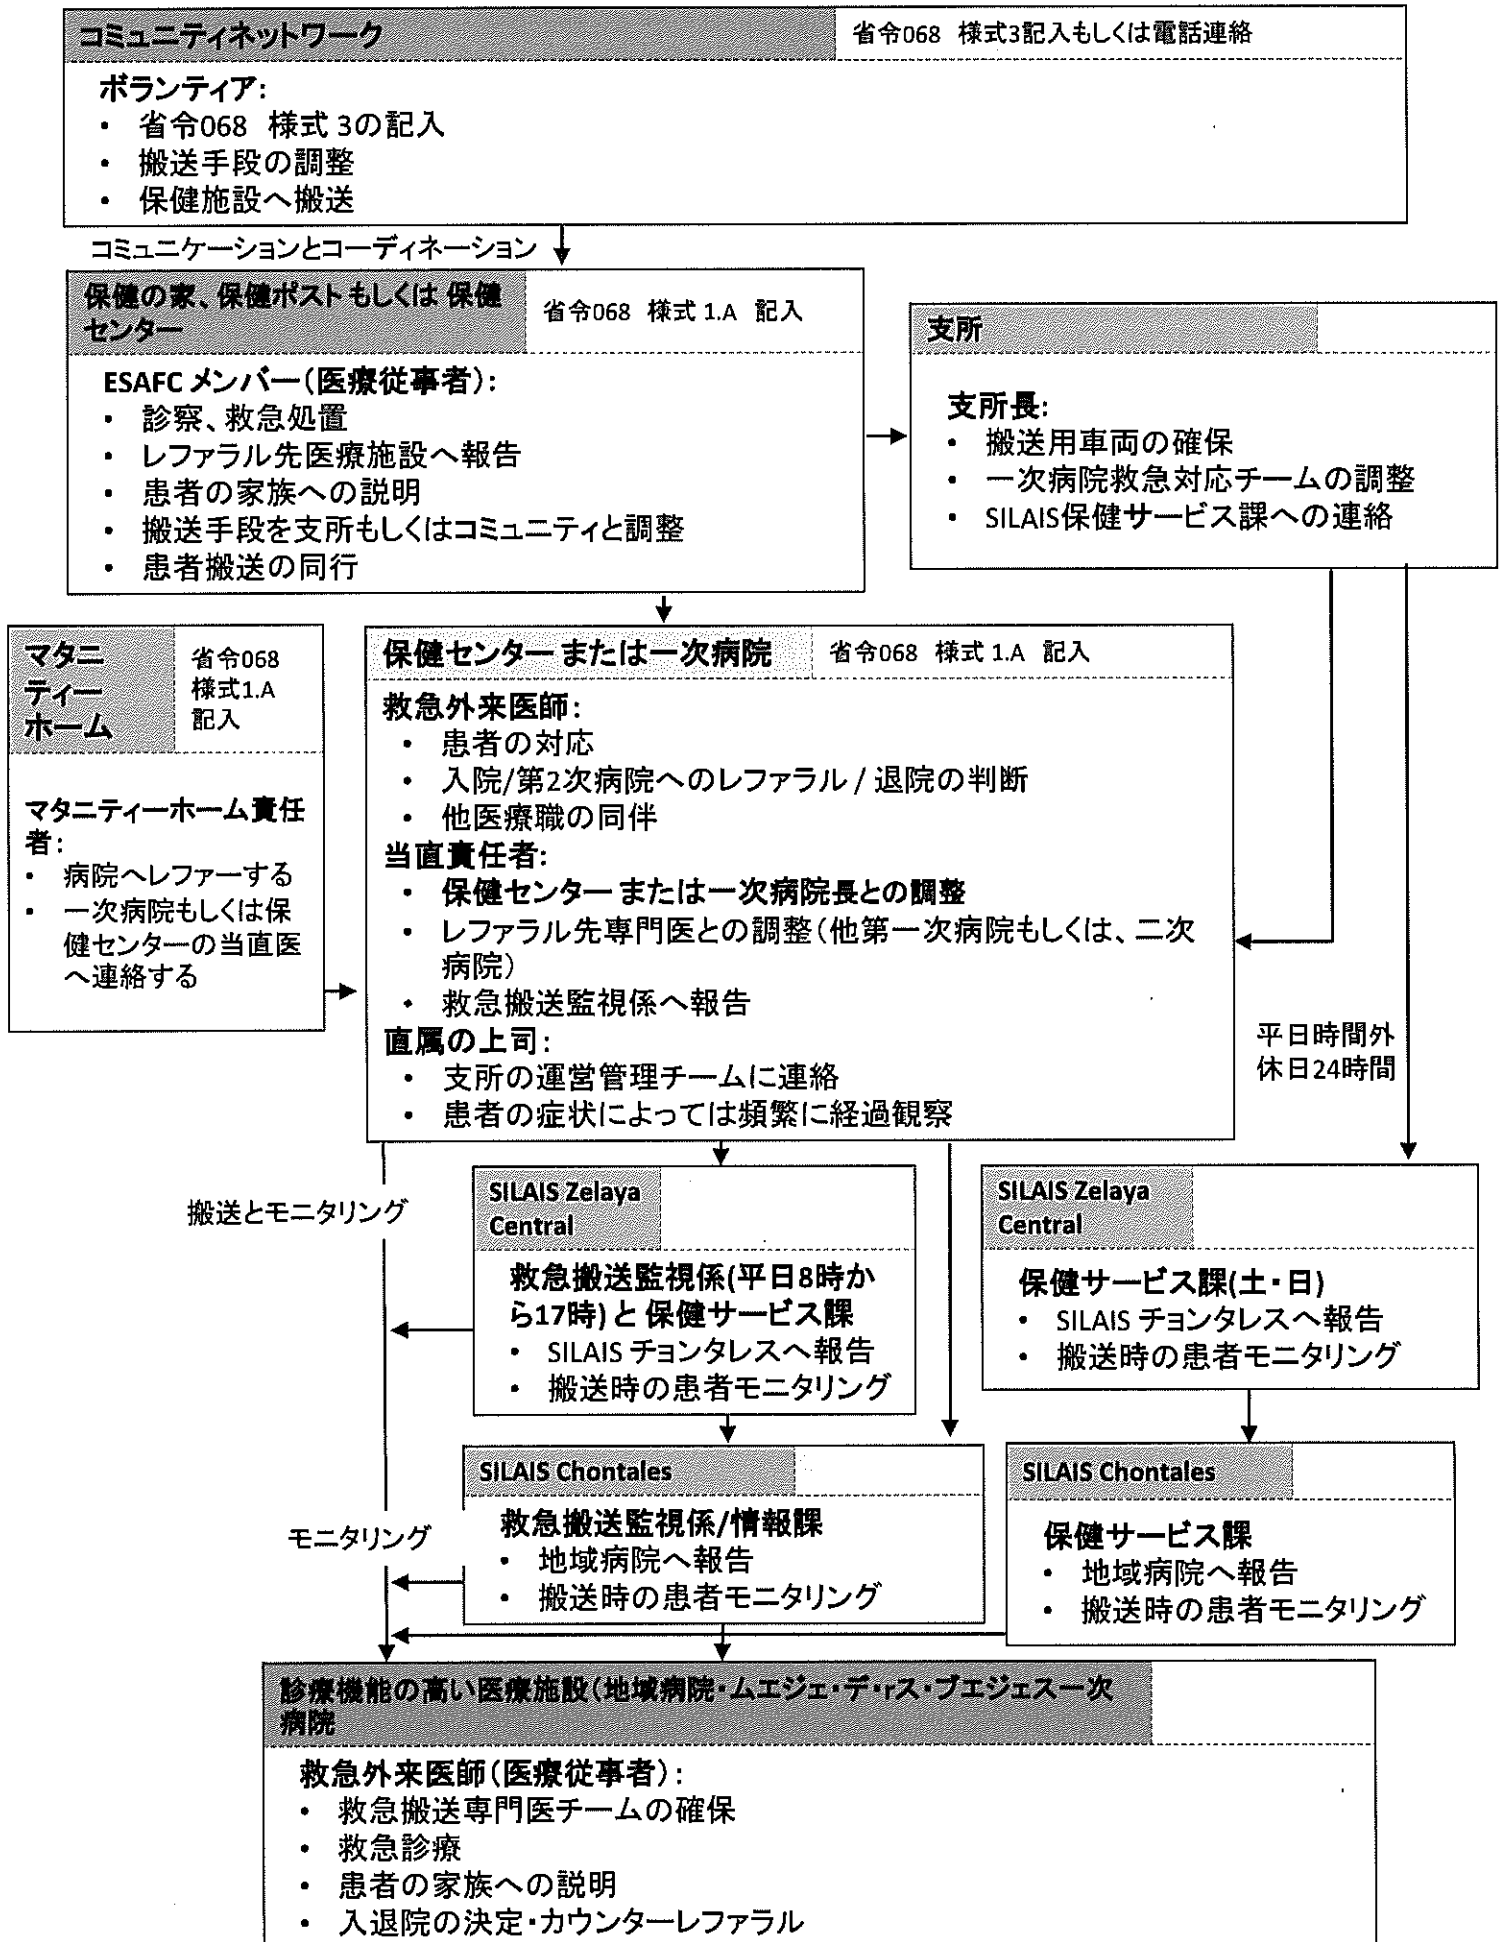 コミュニティネットワーク
省令068 様式3記入もしくは電話連絡
ボランティア:
• 省令068 様式 3の記入
• 搬送手段の調整
• 保健施設へ搬送
コミュニケーションとコーディネーション
保健の家、保健ポスト もしくは 保健
センター
省令068 様式 1.A 記入
ESAFC メンバー(医療従事者):
• 診察、救急処置
• レファラル先医療施設へ報告
• 患者の家族への説明
• 搬送手段を支所もしくはコミュニティと調整
• 患者搬送の同行
支所
支所長:
• 搬送用車両の確保
• 一次病院救急対応チームの調整
• SILAIS保健サービス課への連絡
マタニ
ティー
ホーム
省令068
様式1.A
記入
マタニティーホーム責任
者:
• 病院へレファーする
• 一次病院もしくは保
健センターの当直医
へ連絡する
保健センター または一次病院
省令068 様式 1.A 記入
救急外来医師:
• 患者の対応
• 入院/第2次病院へのレファラル / 退院の判断
• 他医療職の同伴
当直責任者:
• 保健センター または一次病院長との調整
• レファラル先専門医との調整(他第一次病院もしくは、二次
病院)
• 救急搬送監視係へ報告
直属の上司:
• 支所の運営管理チームに連絡
• 患者の症状によっては頻繁に経過観察
平日時間外
休日24時間
搬送とモニタリング
SILAIS Zelaya
Central
救急搬送監視係(平日8時か
ら17時) と 保健サービス課
• SILAIS チョンタレスへ報告
• 搬送時の患者モニタリング
SILAIS Zelaya
Central
保健サービス課(土・日)
• SILAIS チョンタレスへ報告
• 搬送時の患者モニタリング
モニタリング
SILAIS Chontales
救急搬送監視係/情報課
• 地域病院へ報告
• 搬送時の患者モニタリング
SILAIS Chontales
保健サービス課
• 地域病院へ報告
• 搬送時の患者モニタリング
診療機能の高い医療施設(地域病院・ムエジェ・デ・rス・ブエジェス一次
病院
救急外来医師(医療従事者):
• 救急搬送専門医チームの確保
• 救急診療
• 患者の家族への説明
• 入退院の決定・カウンターレファラル